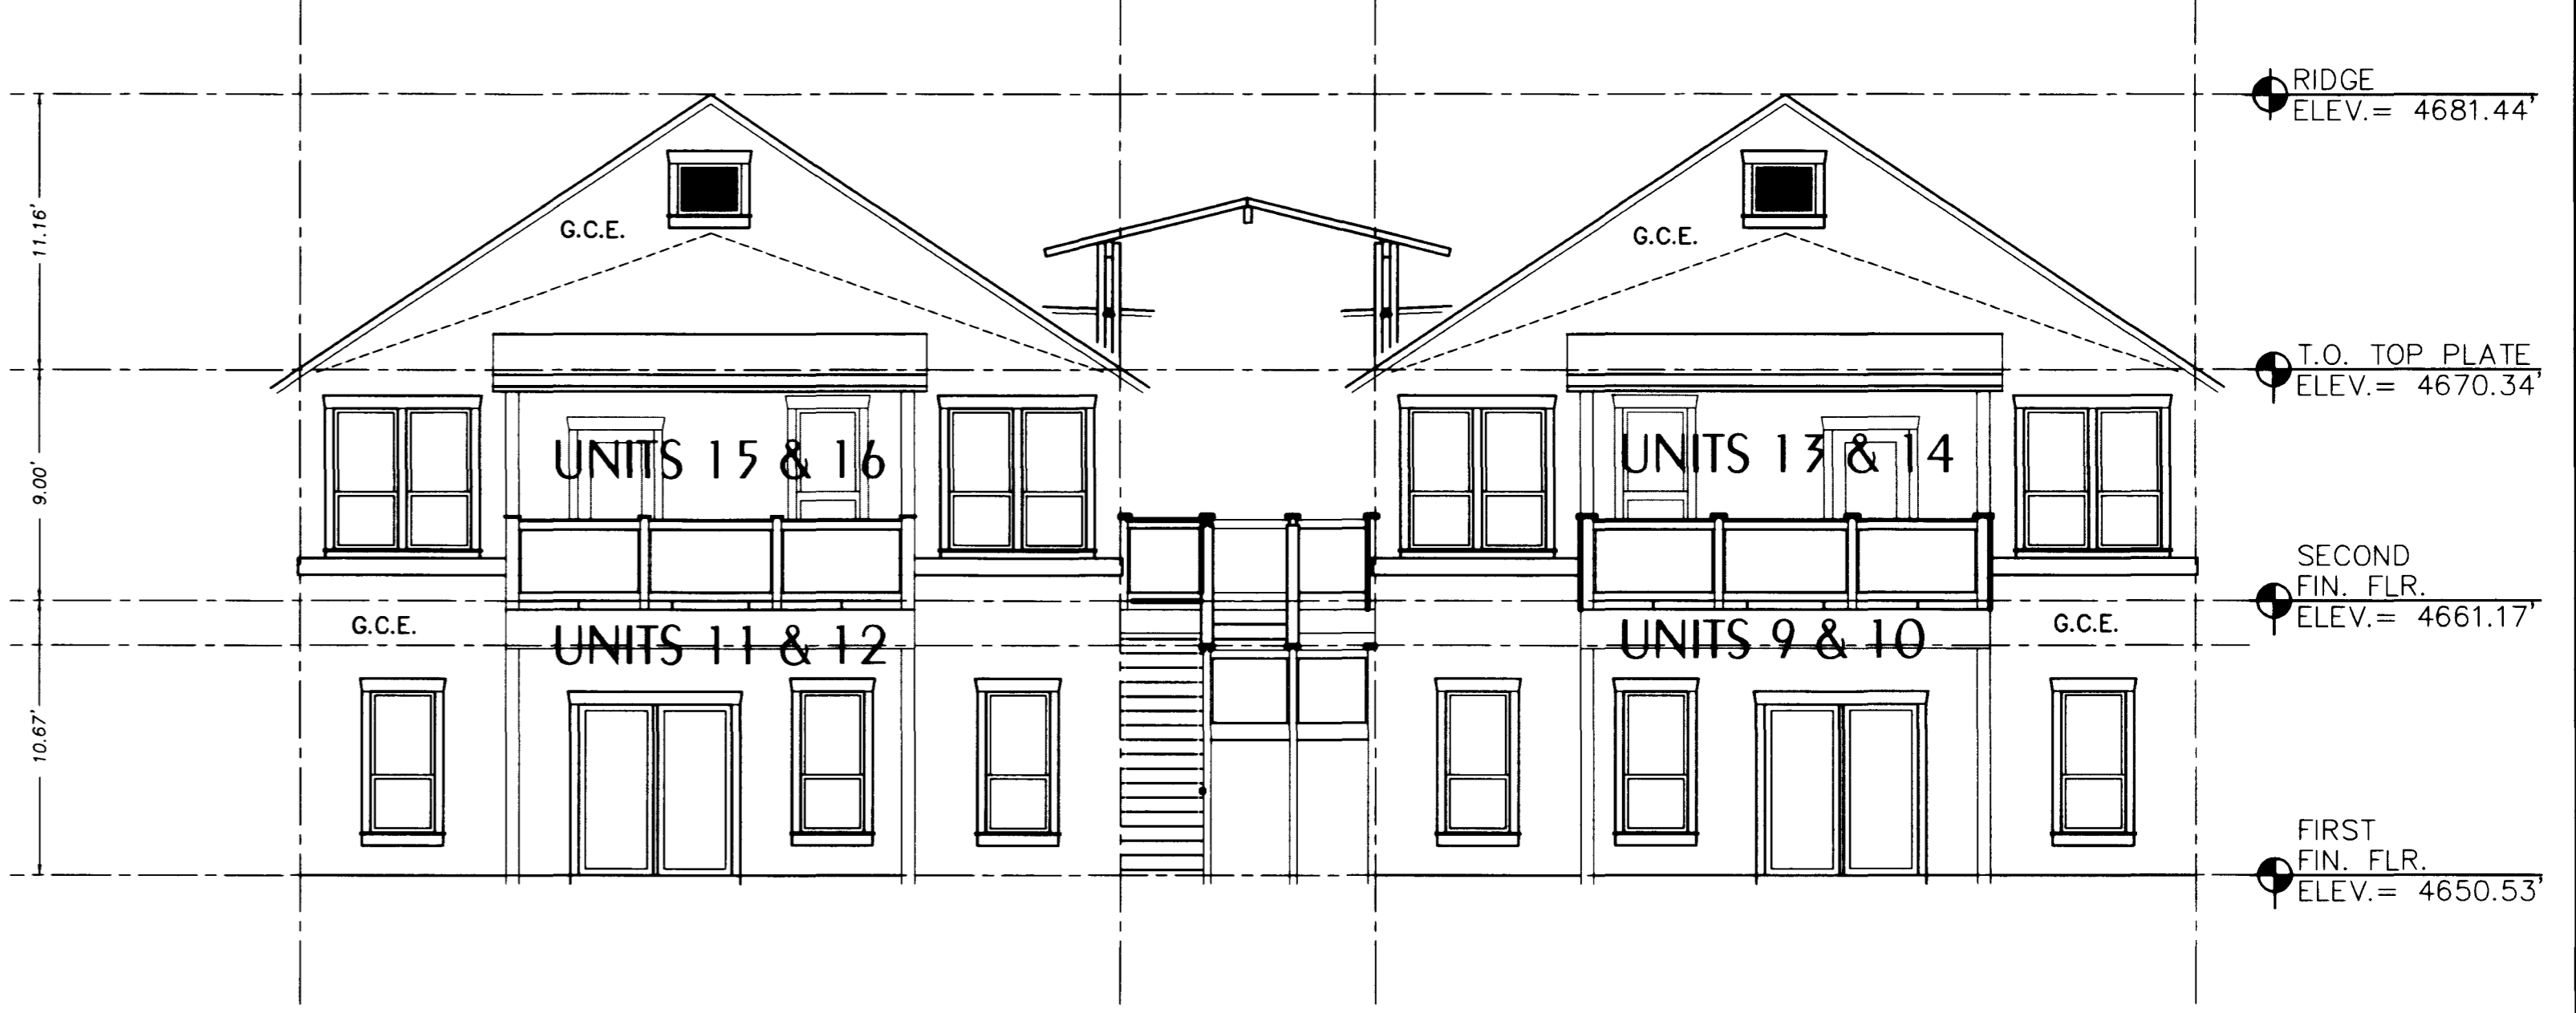 RIDGE
ELEV.= 4681.44'
11.16'
G.C.E.
G.C.E.
T.O. TOP PLATE
ELEV.= 4670.34'
9.00'
UNITS 15 & 16
UNITS 13 & 14
SECOND
FIN. FLR.
ELEV.= 4661.17'
G.C.E.
UNITS 11 & 12
UNITS 9 & 10
G.C.E.
10.67'
FIRST
FIN. FLR.
ELEV.= 4650.53'